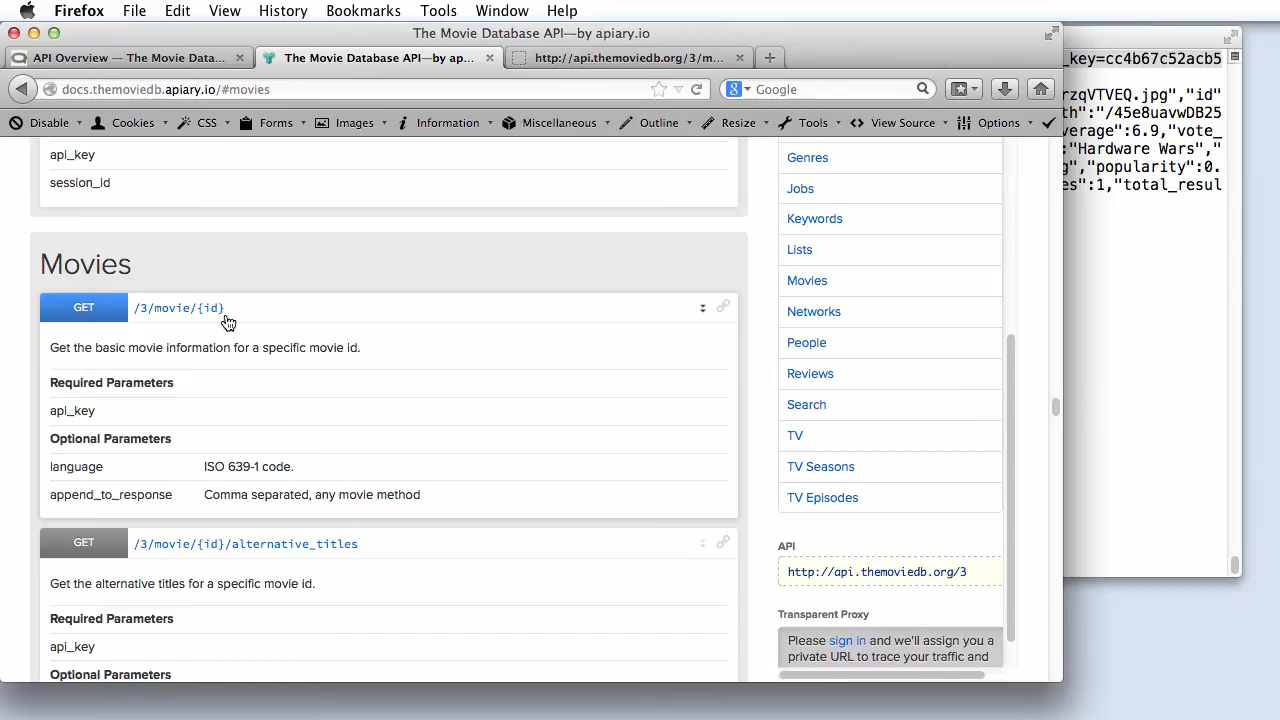 Firefox File Edit View History Bookmarks Tools Window Help
The Movie Database API—by apiary.io
API Overview — The Movie Data... The Movie Database API—by ap... http://api.themoviedb.org/3/m...
docs.themoviedb.apiary.io/#movies Google
Disable Cookies CSS Forms Images Information Miscellaneous Outline Resize Tools View Source Options
api_key
session_id
Movies
GET /3/movie/{id}
Get the basic movie information for a specific movie id.
Required Parameters
api_key
Optional Parameters
language ISO 639-1 code.
append_to_response Comma separated, any movie method
GET /3/movie/{id}/alternative_titles
Get the alternative titles for a specific movie id.
Required Parameters
api_key
Optional Parameters
Genres
Jobs
Keywords
Lists
Movies
Networks
People
Reviews
Search
TV
TV Seasons
TV Episodes
API
http://api.themoviedb.org/3
Transparent Proxy
Please sign in and we'll assign you a
private URL to trace your traffic and
_key=cc4b67c52acb5
rzqVTVEQ.jpg","id"
th":"/45e8uavwDB25
verage":6.9,"vote_
:"Hardware Wars","
g","popularity":0.
es":1,"total_resul